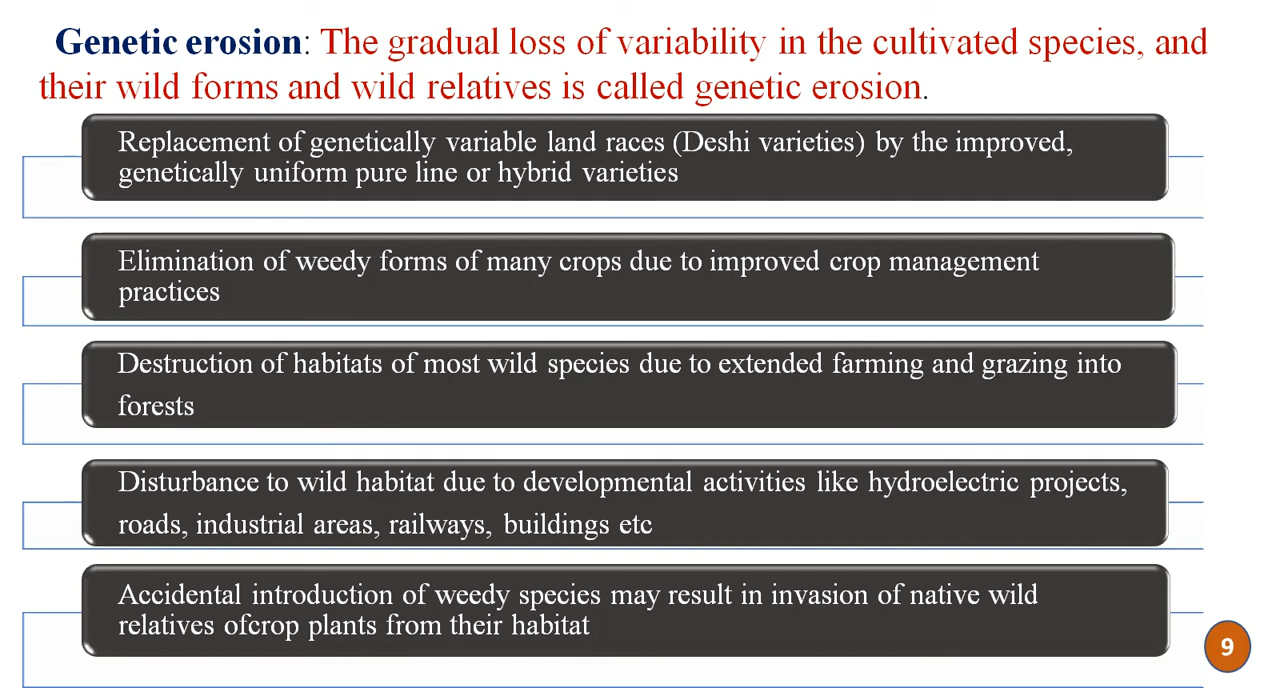 Genetic erosion: The gradual loss of variability in the cultivated species, and
their wild forms and wild relatives is called genetic erosion.
Replacement of genetically variable land races (Deshi varieties) by the improved,
genetically uniform pure line or hybrid varieties
Elimination of weedy forms of many crops due to improved crop management
practices
Destruction of habitats of most wild species due to extended farming and grazing into
forests
Disturbance to wild habitat due to developmental activities like hydroelectric projects,
roads, industrial areas, railways, buildings etc
Accidental introduction of weedy species may result in invasion of native wild
relatives ofcrop plants from their habitat
9